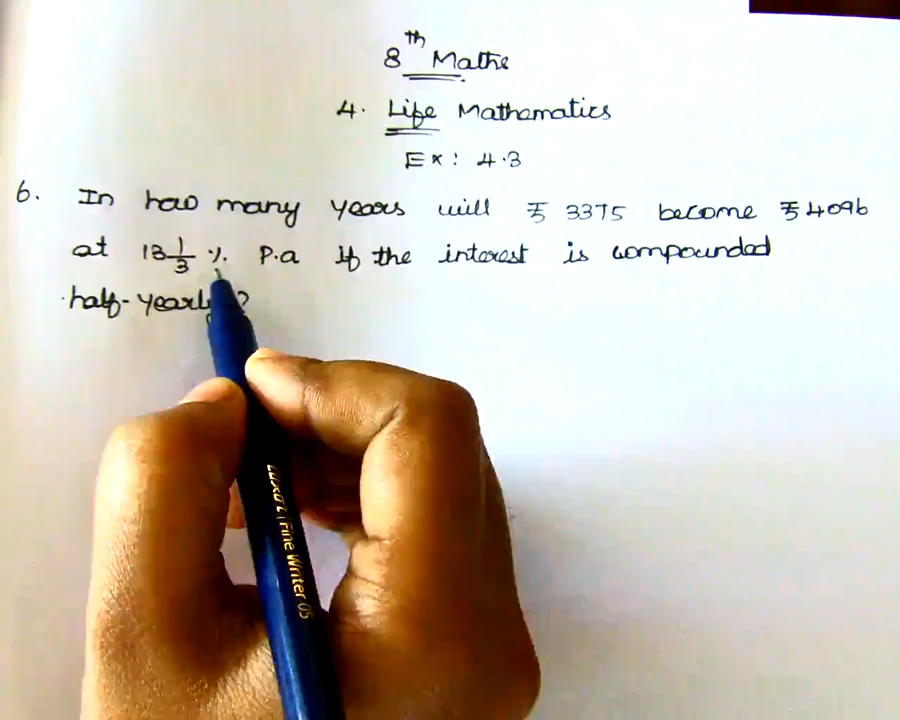 8th Maths
4. Life Mathematics
Ex: 4.3
6. In how many years will ₹ 3375 become ₹ 4096
at 13 1/3 %. P.a if the interest is compounded
half-yearly?
LUXOR | Fine Writer 05